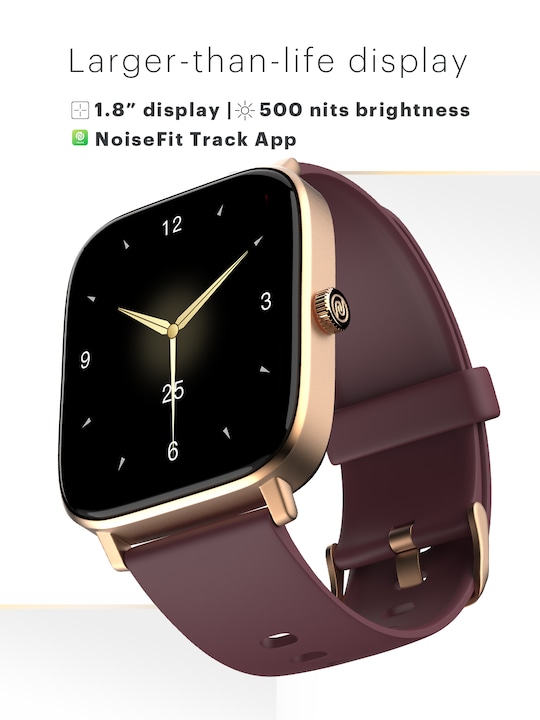 Larger-than-life display
1.8” display | 500 nits brightness
NoiseFit Track App
12
3
9
25
6